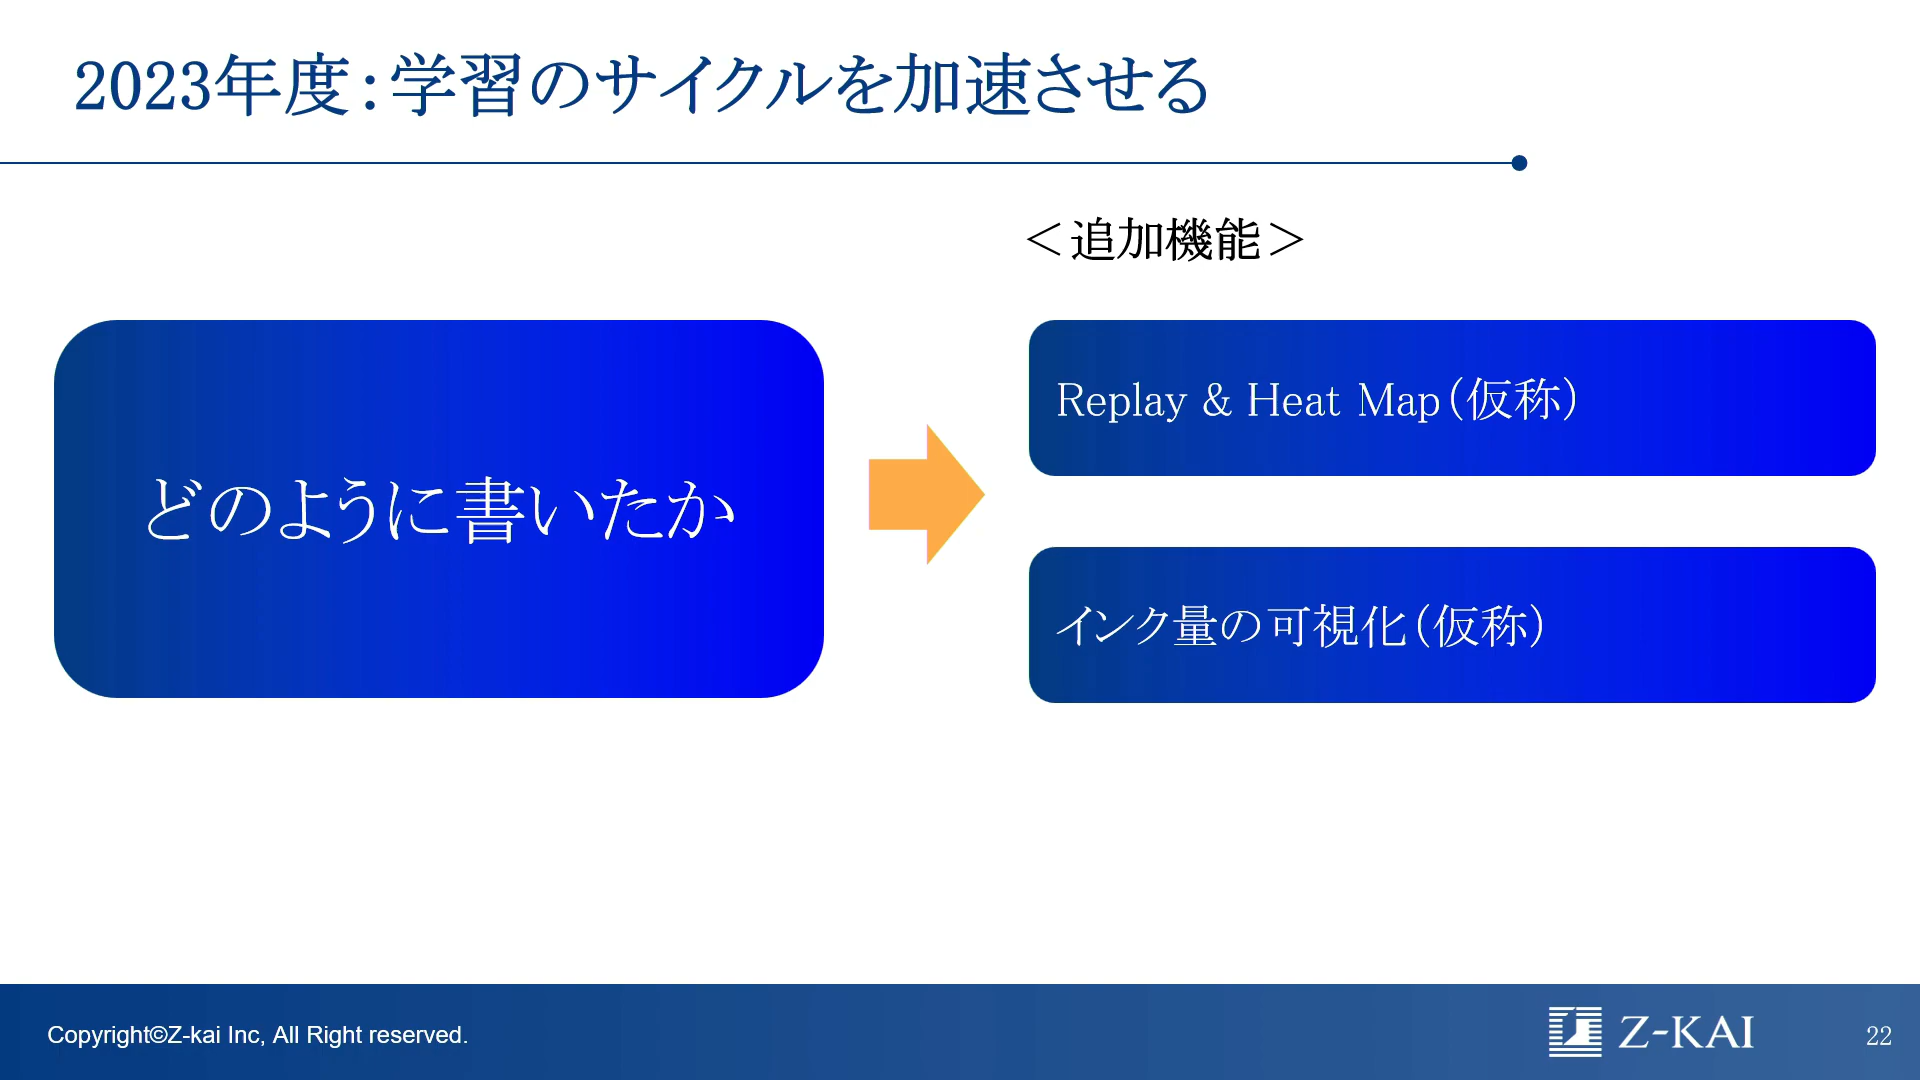 2023年度：学習のサイクルを加速させる
＜追加機能＞
どのように書いたか
Replay & Heat Map（仮称）
インク量の可視化（仮称）
Copyright©Z-kai Inc, All Right reserved.
Z-KAI
22